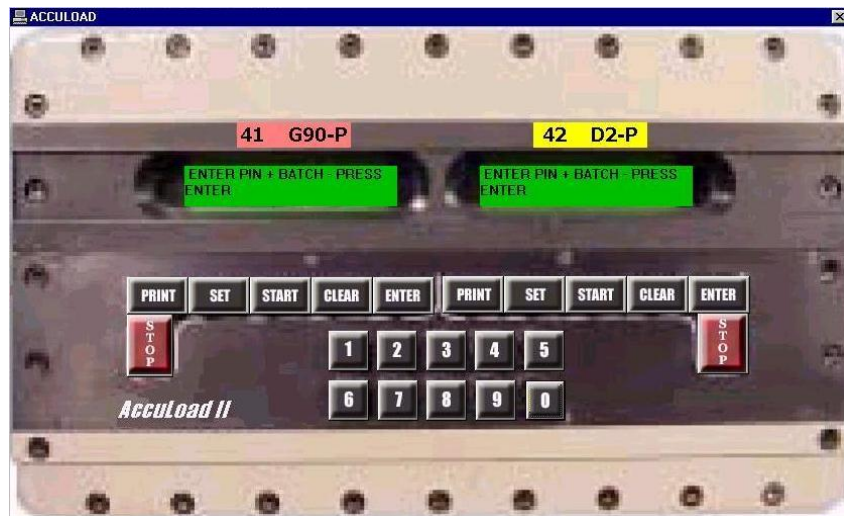 ACCULOAD
41 G90-P
42 D2-P
ENTER PIN + BATCH - PRESS
ENTER
ENTER PIN + BATCH - PRESS
ENTER
PRINT SET START CLEAR ENTER PRINT SET START CLEAR ENTER
STOP
STOP
1 2 3 4 5
6 7 8 9 0
AccuLoad II